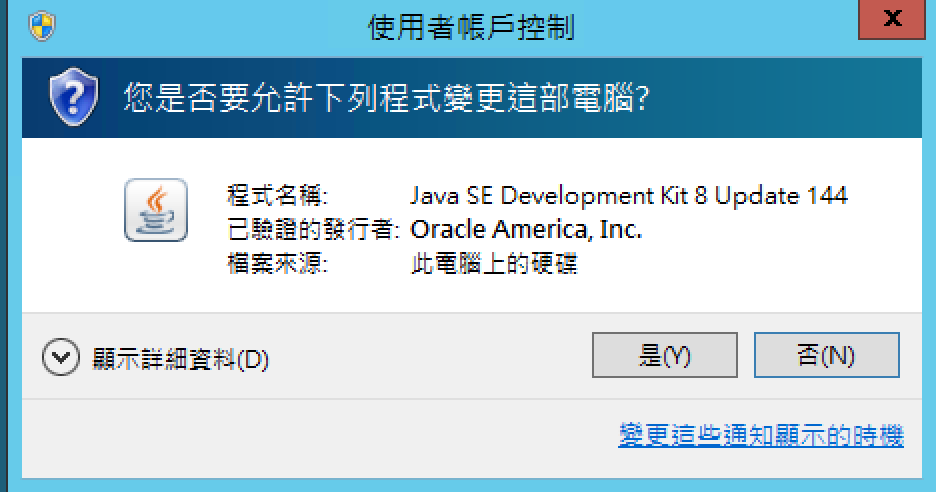 使用者帳戶控制
x
您是否要允許下列程式變更這部電腦?
程式名稱: Java SE Development Kit 8 Update 144
已驗證的發行者: Oracle America, Inc.
檔案來源: 此電腦上的硬碟
顯示詳細資料(D) 是(Y) 否(N)
變更這些通知顯示的時機